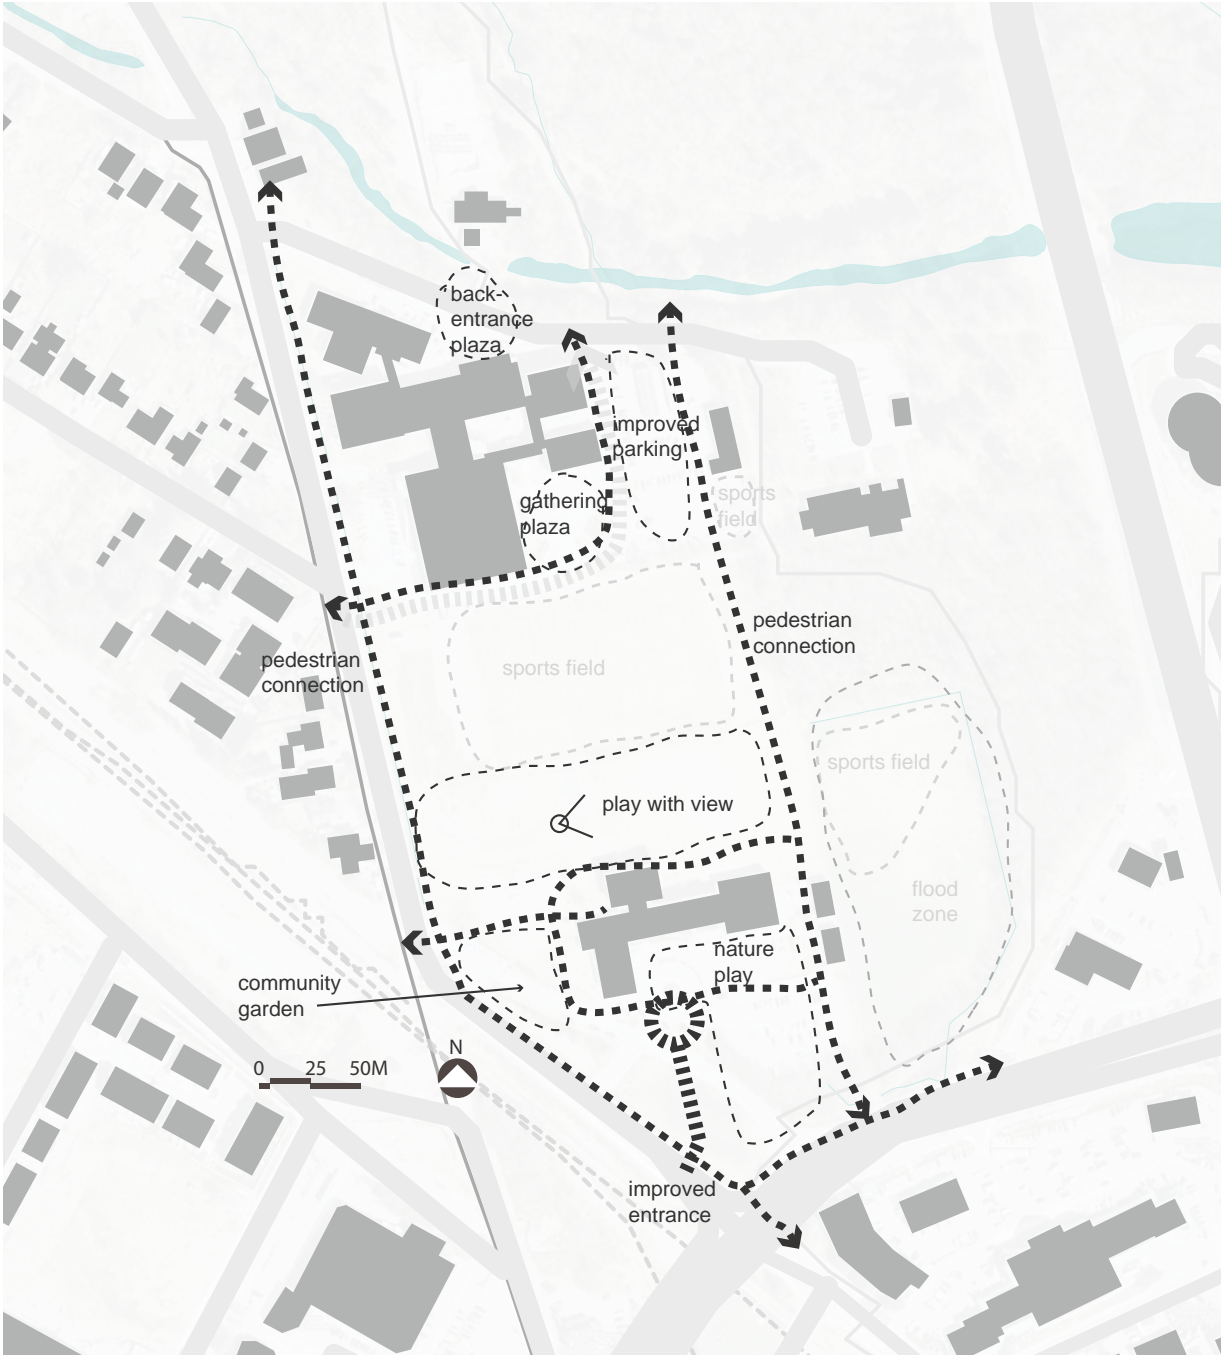 back-
entrance
plaza
improved
parking
gathering
plaza
sports
field
pedestrian
connection
pedestrian
connection
sports field
sports field
play with view
flood
zone
nature
play
community
garden
N
0 25 50M
improved
entrance